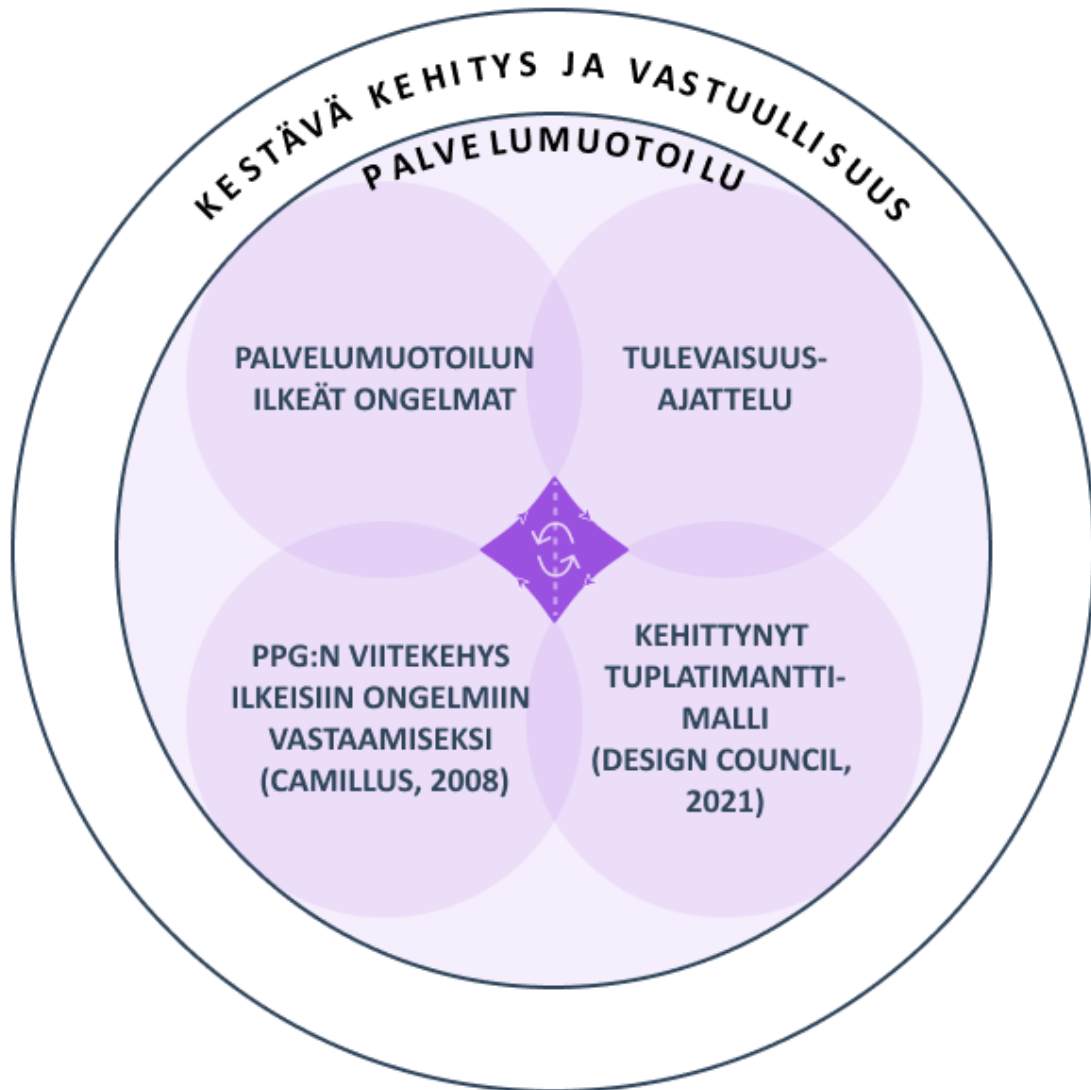 KESTÄVÄ KEHITYS JA VASTUULLISUUS
PALVELUMUOTOILU
PALVELUMUOTOILUN
ILKEÄT ONGELMAT
TULEVAISUUS-
AJATTELU
PPG:N VIITEKEHYS
ILKEISIIN ONGELMIIN
VASTAAMISEKSI
(CAMILLUS, 2008)
KEHITTYNYT
TUPLATIMANTTI-
MALLI
(DESIGN COUNCIL,
2021)